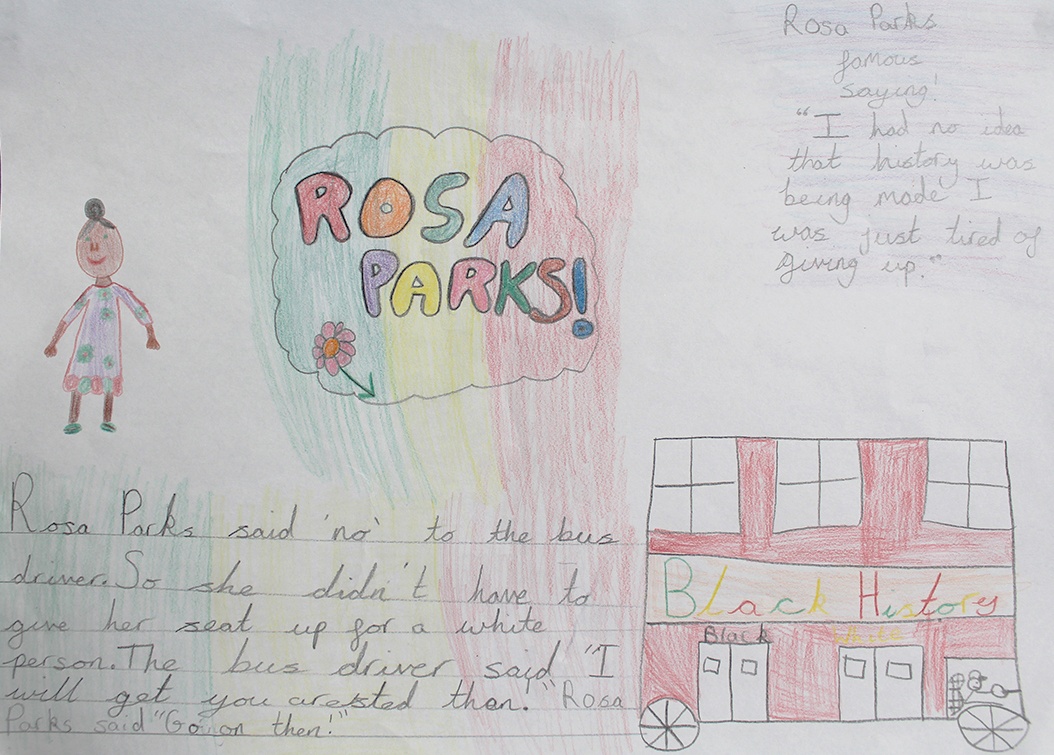 ROSA
PARKS!
Rosa Parks
famous
saying!
"I had no idea
that history was
being made I
was just tired of
giving up."
Rosa Parks said 'no' to the bus
driver. So she didn't have to
give her seat up for a white
person. The bus driver said "I
will get you arested than." Rosa
Parks said "Go on then!"
Black History
Black White